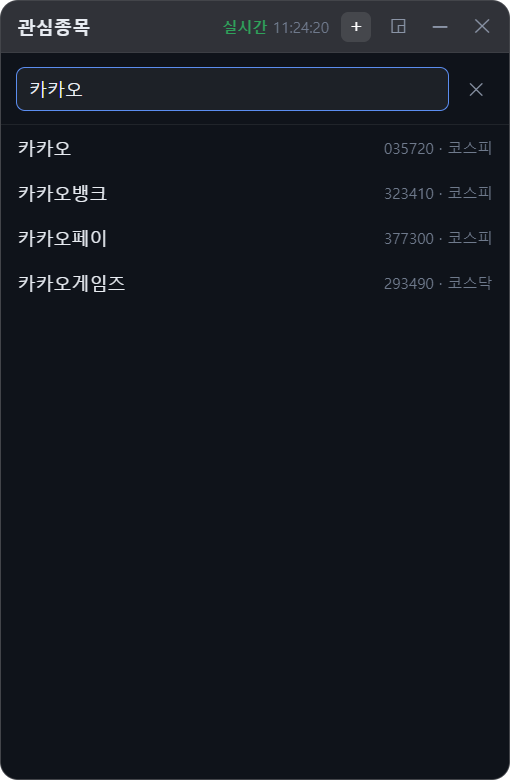 관심종목 실시간 11:24:20
카카오
카카오 035720 · 코스피
카카오뱅크 323410 · 코스피
카카오페이 377300 · 코스피
카카오게임즈 293490 · 코스닥